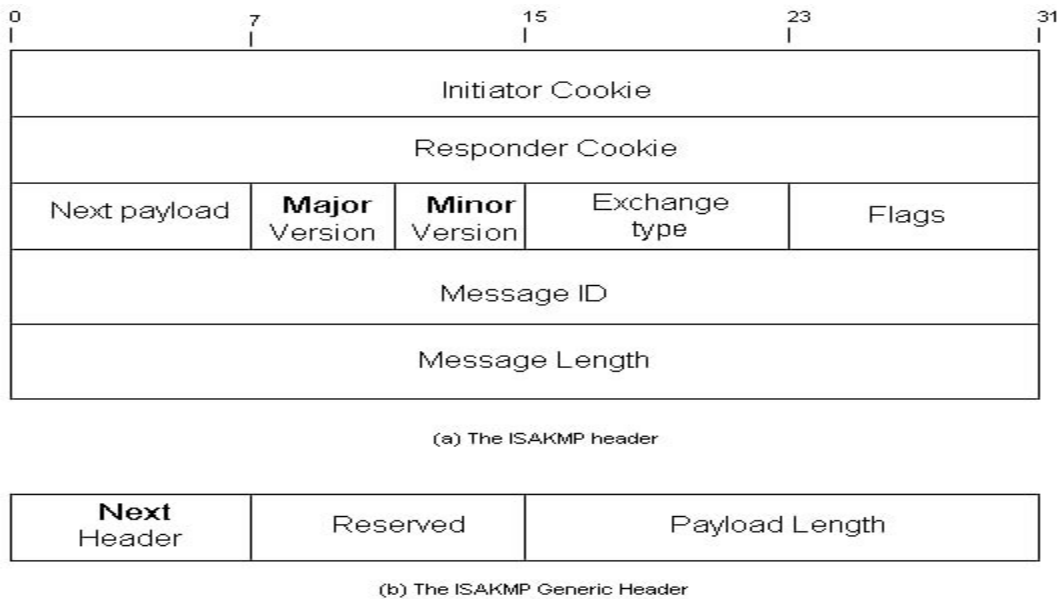 0 7 15 23 31
Initiator Cookie
Responder Cookie
Next payload
Major
Version
Minor
Version
Exchange
type
Flags
Message ID
Message Length
(a) The ISAKMP header
Next
Header
Reserved
Payload Length
(b) The ISAKMP Generic Header